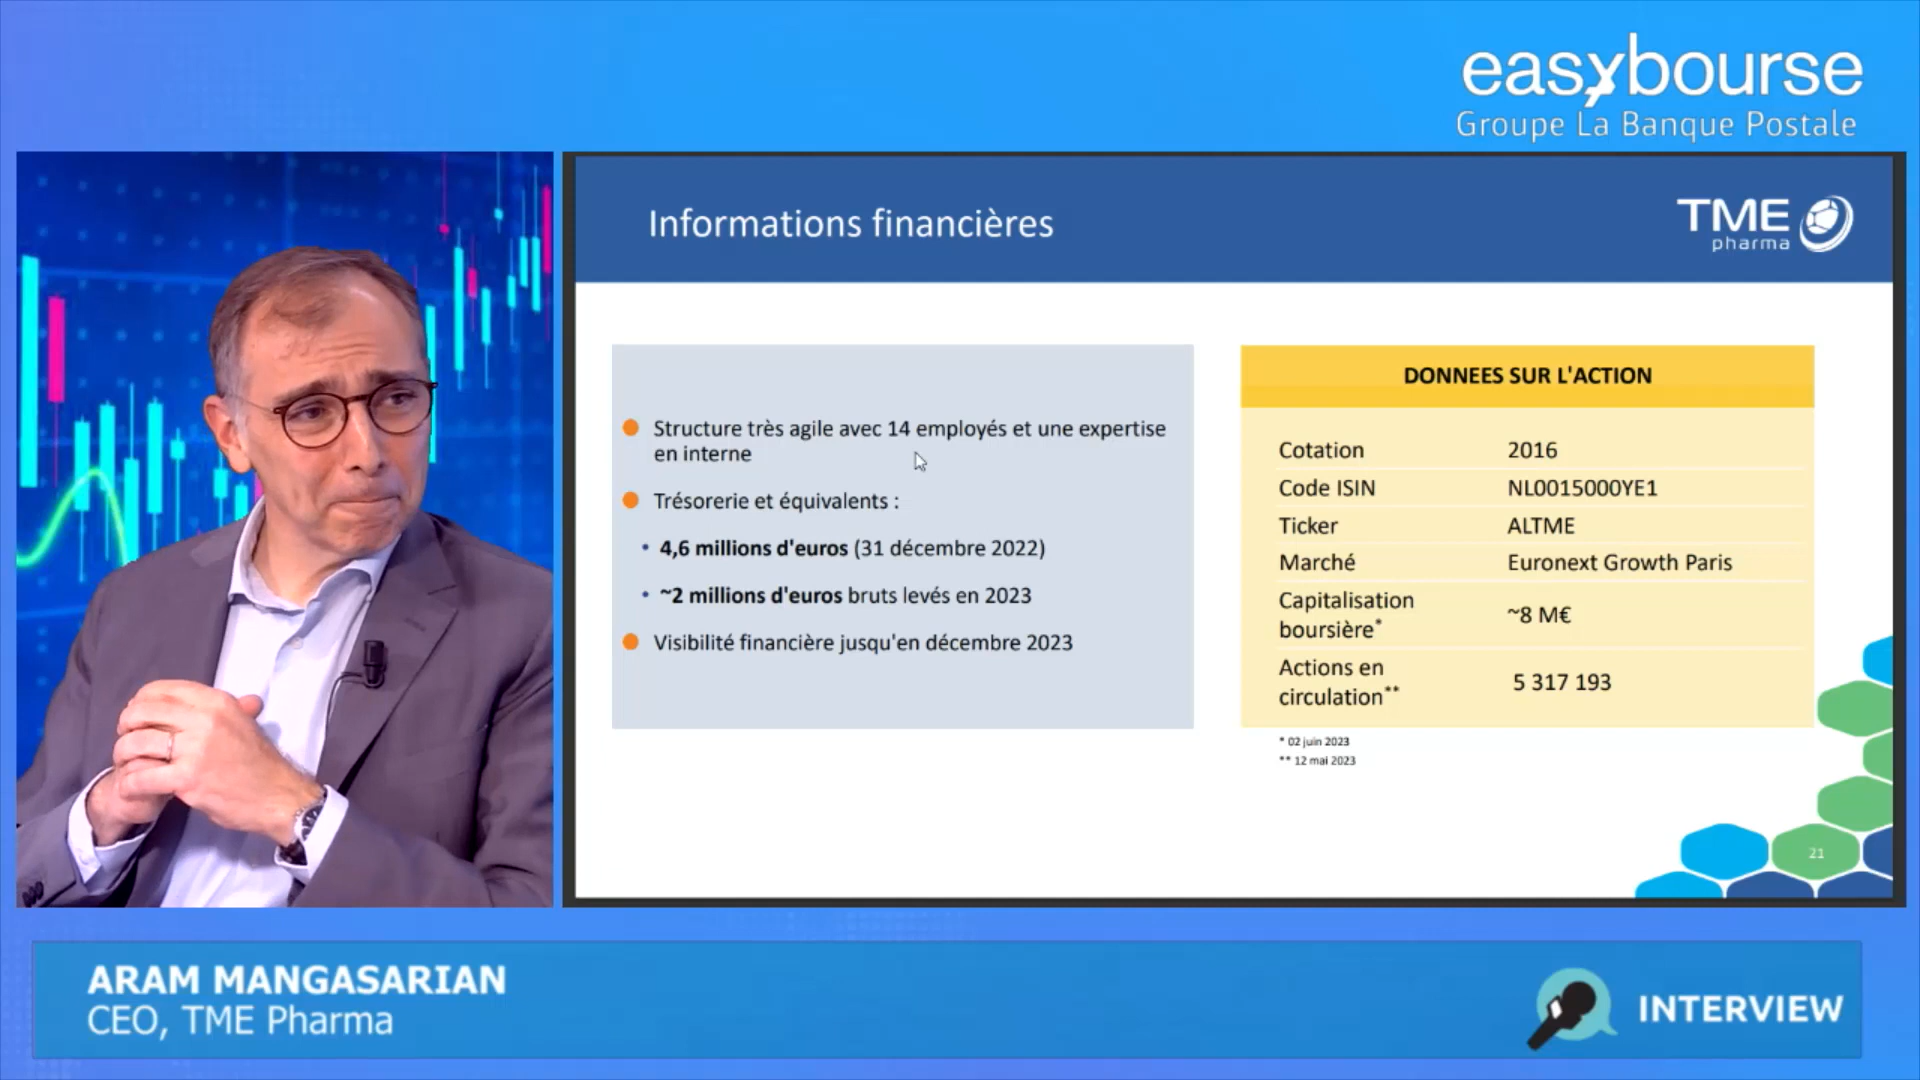 easybourse
Groupe La Banque Postale
Informations financières
TME
pharma
Structure très agile avec 14 employés et une expertise
en interne
Trésorerie et équivalents :
• 4,6 millions d'euros (31 décembre 2022)
• ~2 millions d'euros bruts levés en 2023
Visibilité financière jusqu'en décembre 2023
DONNEES SUR L'ACTION
Cotation 2016
Code ISIN NL0015000YE1
Ticker ALTME
Marché Euronext Growth Paris
Capitalisation
boursière* ~8 M€
Actions en
circulation** 5 317 193
* 02 juin 2023
** 12 mai 2023
21
ARAM MANGASARIAN
CEO, TME Pharma
INTERVIEW